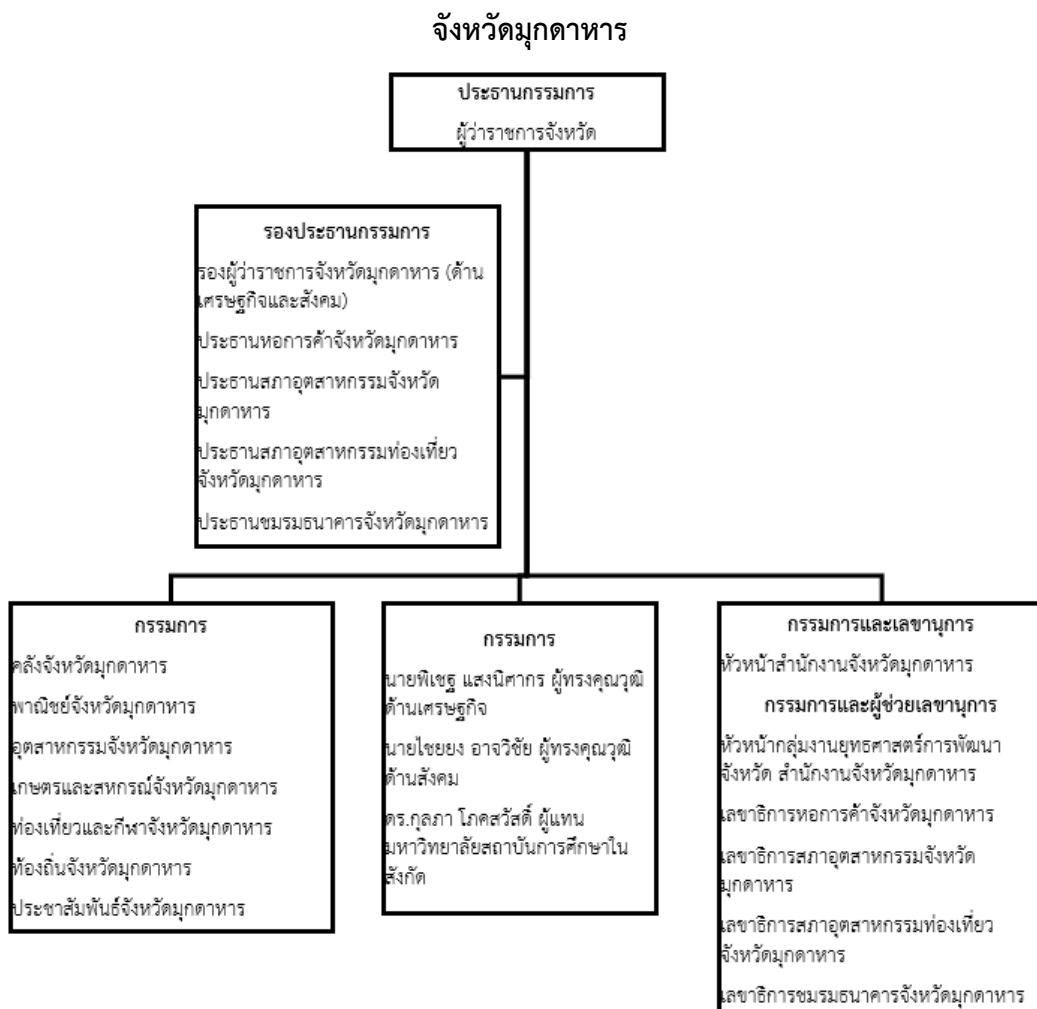 จังหวัดมุกดาหาร
ประธานกรรมการ
ผู้ว่าราชการจังหวัด
รองประธานกรรมการ
รองผู้ว่าราชการจังหวัดมุกดาหาร (ด้าน
เศรษฐกิจและสังคม)
ประธานหอการค้าจังหวัดมุกดาหาร
ประธานสภาอุตสาหกรรมจังหวัด
มุกดาหาร
ประธานสภาอุตสาหกรรมท่องเที่ยว
จังหวัดมุกดาหาร
ประธานชมรมธนาคารจังหวัดมุกดาหาร
กรรมการ
คลังจังหวัดมุกดาหาร
พาณิชย์จังหวัดมุกดาหาร
อุตสาหกรรมจังหวัดมุกดาหาร
เกษตรและสหกรณ์จังหวัดมุกดาหาร
ท่องเที่ยวและกีฬาจังหวัดมุกดาหาร
ท้องถิ่นจังหวัดมุกดาหาร
ประชาสัมพันธ์จังหวัดมุกดาหาร
กรรมการ
นายพิเชฐ แสงนิศากร ผู้ทรงคุณวุฒิ
ด้านเศรษฐกิจ
นายไชยยง อาจวิชัย ผู้ทรงคุณวุฒิ
ด้านสังคม
ดร.กุลภา โภคสวัสดิ์ ผู้แทน
มหาวิทยาลัยสถาบันการศึกษาใน
สังกัด
กรรมการและเลขานุการ
หัวหน้าสำนักงานจังหวัดมุกดาหาร
กรรมการและผู้ช่วยเลขานุการ
หัวหน้ากลุ่มงานยุทธศาสตร์การพัฒนา
จังหวัด สำนักงานจังหวัดมุกดาหาร
เลขาธิการหอการค้าจังหวัดมุกดาหาร
เลขาธิการสภาอุตสาหกรรมจังหวัด
มุกดาหาร
เลขาธิการสภาอุตสาหกรรมท่องเที่ยว
จังหวัดมุกดาหาร
เลขาธิการชมรมธนาคารจังหวัดมุกดาหาร